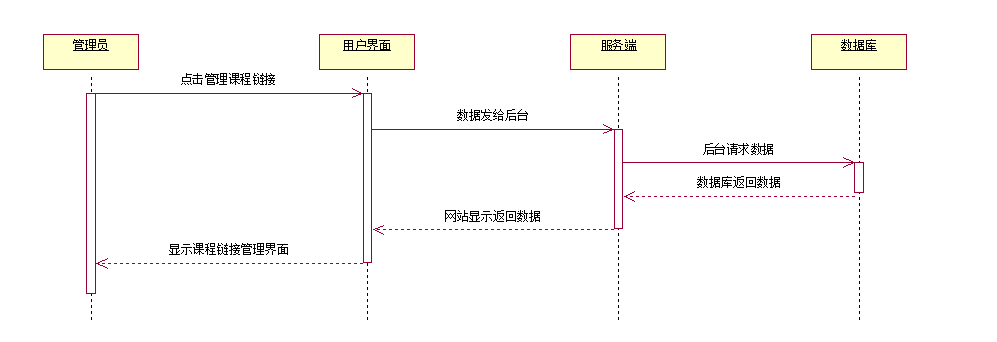 管理员
用户界面
服务端
数据库
点击管理课程链接
数据发给后台
后台请求数据
数据库返回数据
网站显示返回数据
显示课程链接管理界面